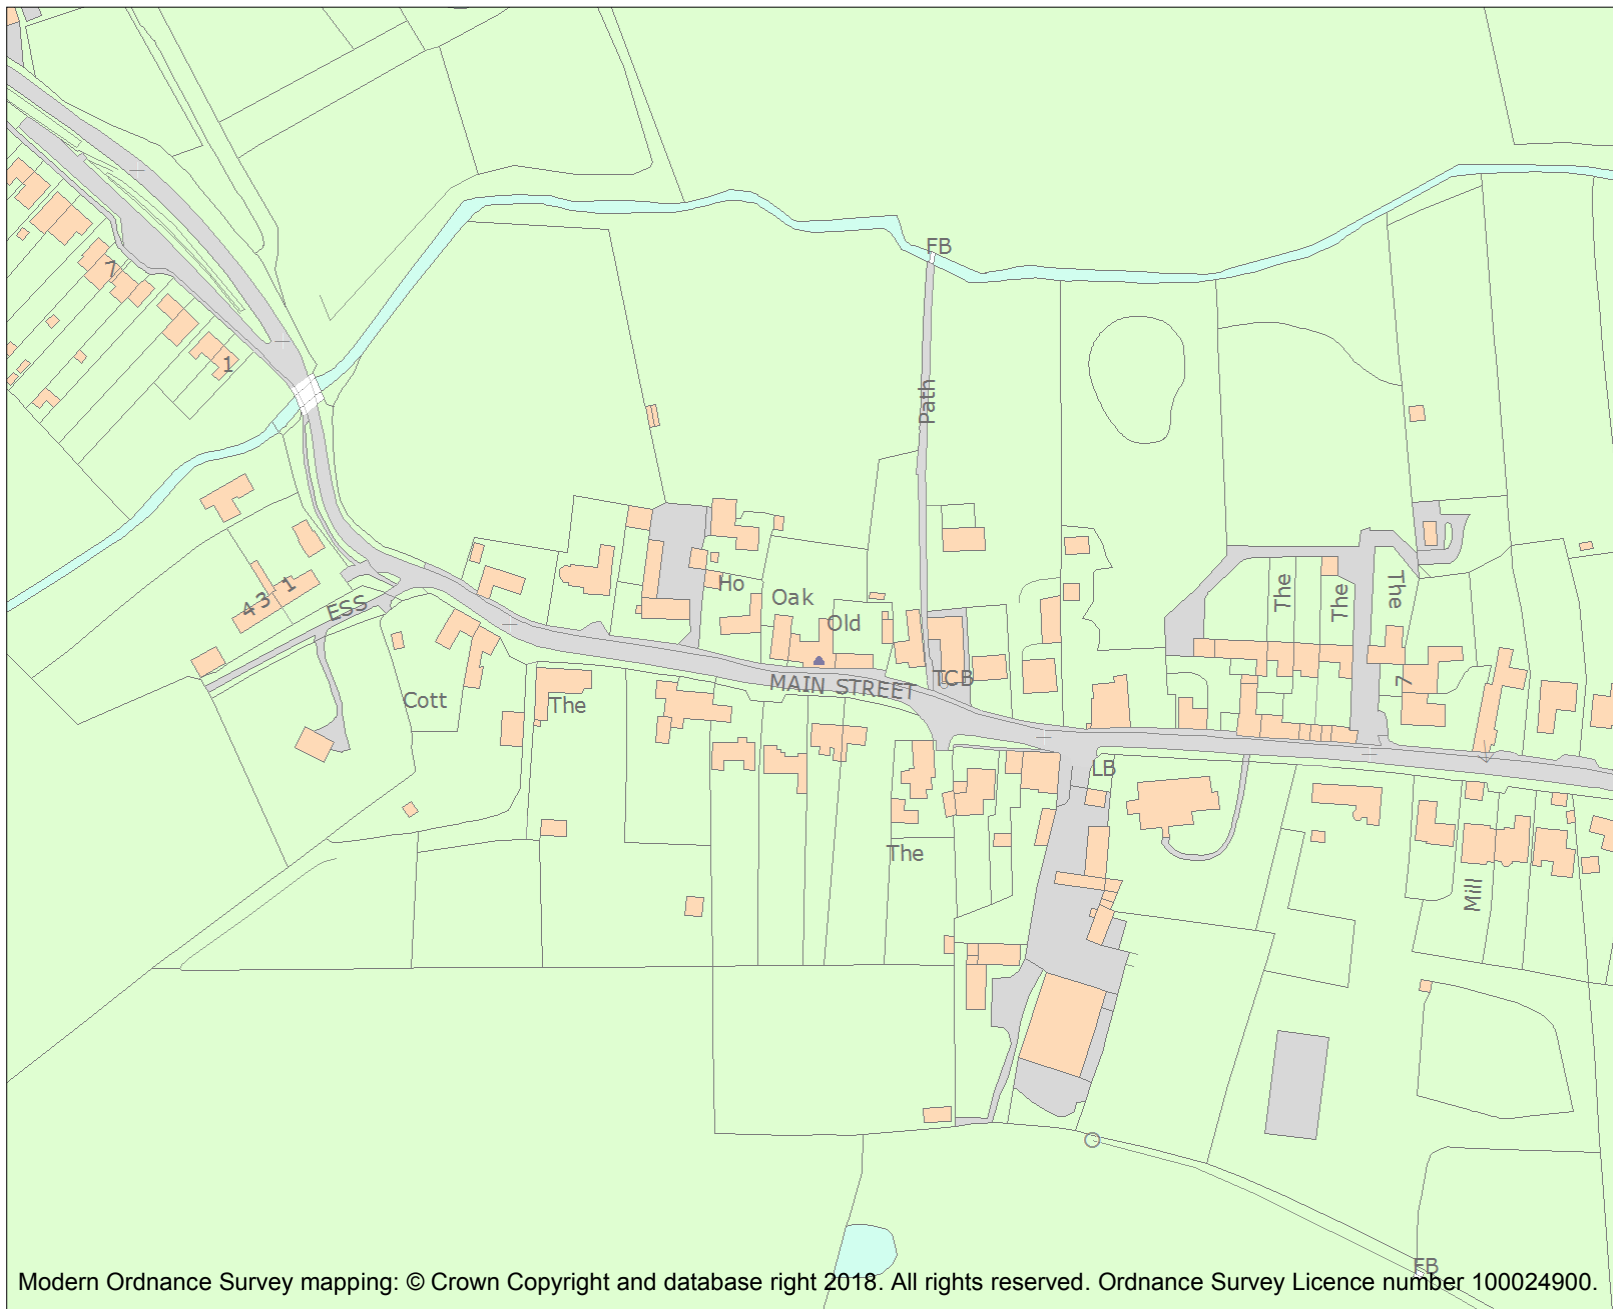 FB
7
1
Path
ESS
4 3 1
Ho
Oak
Old
The
The
The
MAIN STREET
TCB
Cott
The
7
LB
The
Mill
FB
Modern Ordnance Survey mapping: © Crown Copyright and database right 2018. All rights reserved. Ordnance Survey Licence number 100024900.